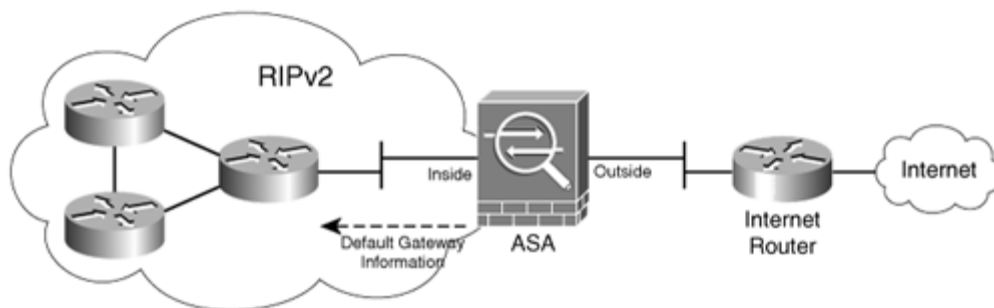 RIPv2
Inside
Outside
Internet
Default Gateway
Information
ASA
Internet
Router